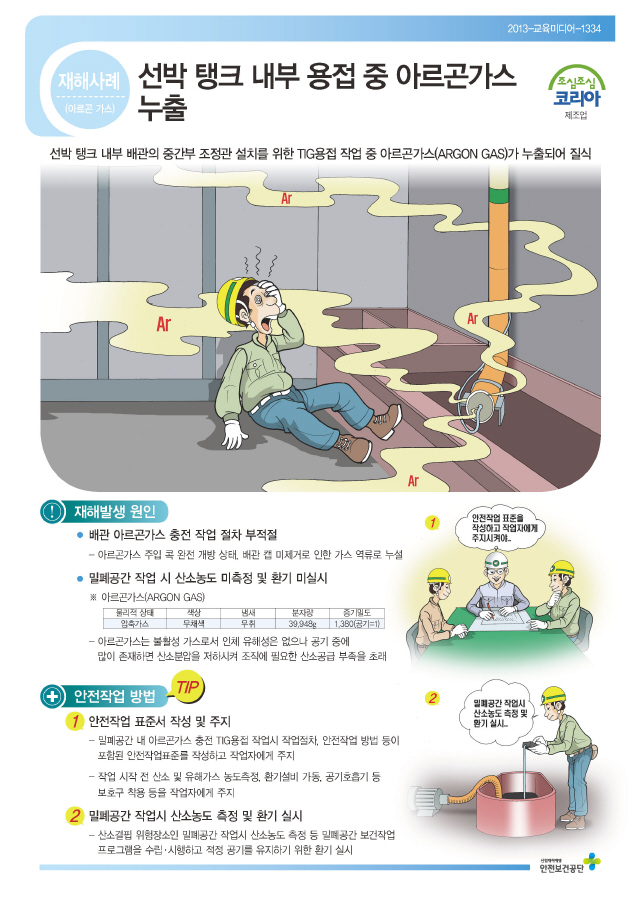 2013-교육미디어-1334
재해사례
(아르곤 가스)
선박 탱크 내부 용접 중 아르곤가스
누출
조심조심
코리아
제조업
선박 탱크 내부 배관의 중간부 조정관 설치를 위한 TIG용접 작업 중 아르곤가스(ARGON GAS)가 누출되어 질식
Ar
Ar
Ar
Ar
재해발생 원인
● 배관 아르곤가스 충전 작업 절차 부적절
- 아르곤가스 주입 콕 완전 개방 상태, 배관 캡 미제거로 인한 가스 역류로 누설
● 밀폐공간 작업 시 산소농도 미측정 및 환기 미실시
※ 아르곤가스(ARGON GAS)
물리적 상태 색상 냄새 분자량 증기밀도
압축가스 무채색 무취 39,948g 1,380(공기=1)
- 아르곤가스는 불활성 가스로서 인체 유해성은 없으나 공기 중에
많이 존재하면 산소분압을 저하시켜 조직에 필요한 산소공급 부족을 초래
1
안전작업 표준을
작성하고 작업자에게
주지시켜야..
안전작업 방법
TIP
1 안전작업 표준서 작성 및 주지
- 밀폐공간 내 아르곤가스 충전 TIG용접 작업시 작업절차, 안전작업 방법 등이
포함된 안전작업표준를 작성하고 작업자에게 주지
- 작업 시작 전 산소 및 유해가스 농도측정, 환기설비 가동, 공기호흡기 등
보호구 착용 등을 작업자에게 주지
2 밀폐공간 작업시 산소농도 측정 및 환기 실시
- 산소결핍 위험장소인 밀폐공간 작업시 산소농도 측정 등 밀폐공간 보건작업
프로그램을 수립·시행하고 적정 공기를 유지하기 위한 환기 실시
2
밀폐공간 작업시
산소농도 측정 및
환기 실시..
산업재해예방
안전보건공단